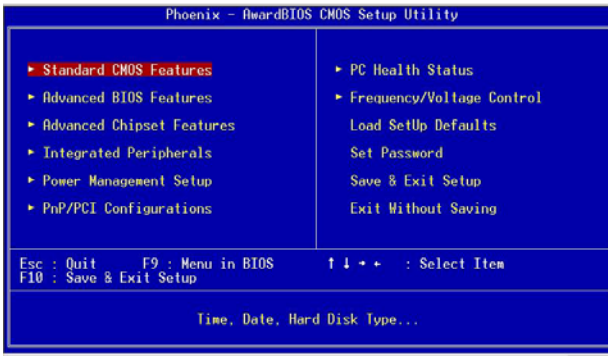 Phoenix - AwardBIOS CMOS Setup Utility
► Standard CMOS Features
► Advanced BIOS Features
► Advanced Chipset Features
► Integrated Peripherals
► Power Management Setup
► PnP/PCI Configurations
► PC Health Status
► Frequency/Voltage Control
Load SetUp Defaults
Set Password
Save & Exit Setup
Exit Without Saving
Esc : Quit F9 : Menu in BIOS ↑ ↓ → ← : Select Item
F10 : Save & Exit Setup
Time, Date, Hard Disk Type...